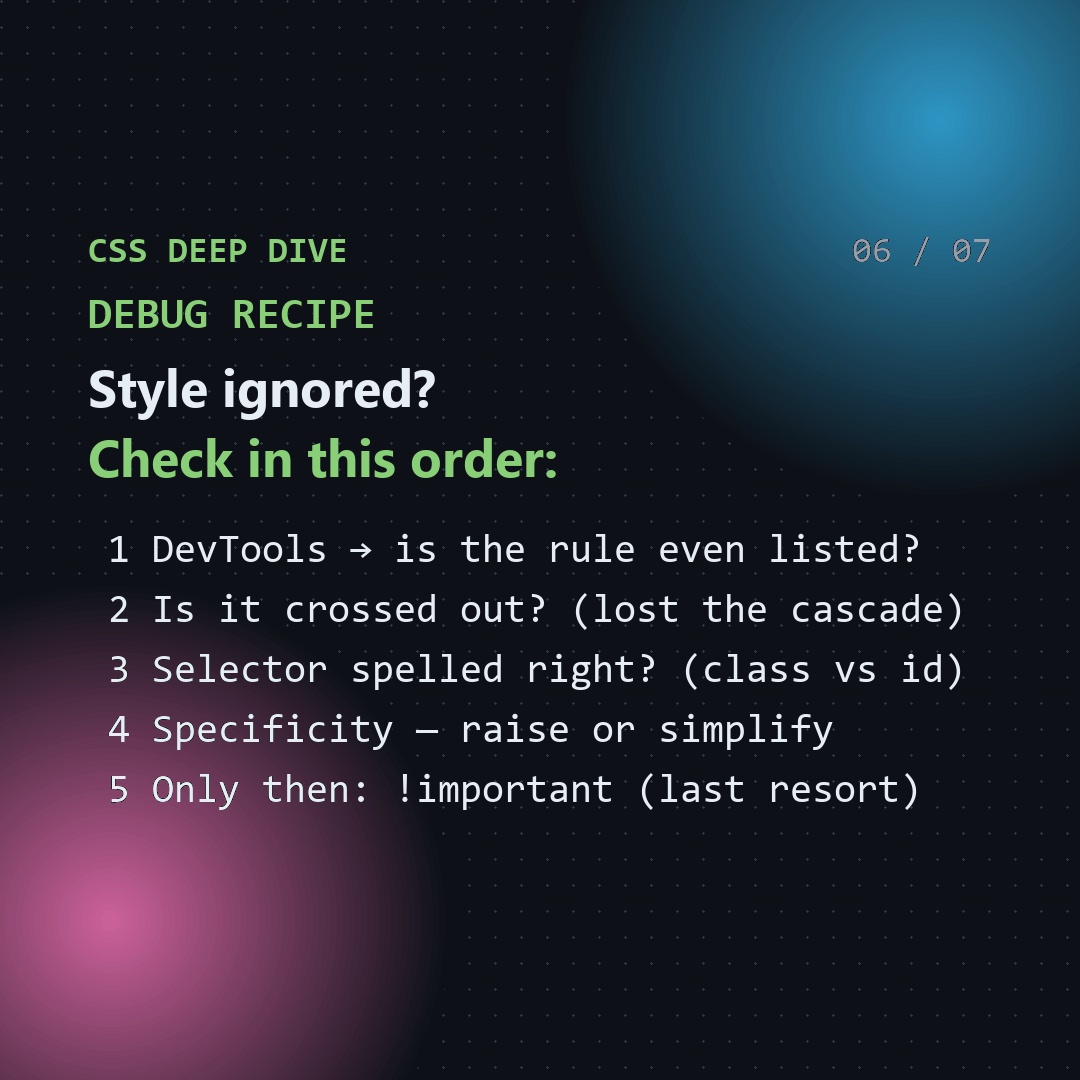 CSS DEEP DIVE
06 / 07
DEBUG RECIPE
Style ignored?
Check in this order:
1 DevTools → is the rule even listed?
2 Is it crossed out? (lost the cascade)
3 Selector spelled right? (class vs id)
4 Specificity — raise or simplify
5 Only then: !important (last resort)